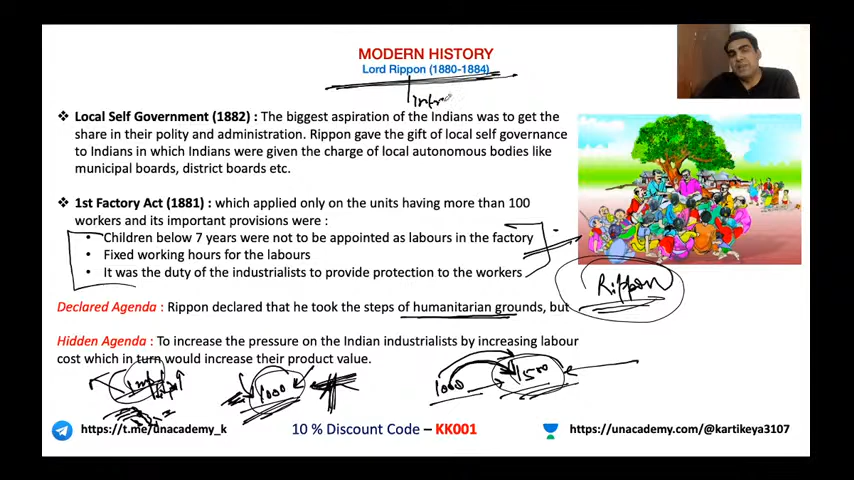 MODERN HISTORY
Lord Rippon (1880-1884)
❖ Local Self Government (1882) : The biggest aspiration of the Indians was to get the
share in their polity and administration. Rippon gave the gift of local self governance
to Indians in which Indians were given the charge of local autonomous bodies like
municipal boards, district boards etc.
❖ 1st Factory Act (1881) : which applied only on the units having more than 100
workers and its important provisions were :
• Children below 7 years were not to be appointed as labours in the factory
• Fixed working hours for the labours
• It was the duty of the industrialists to provide protection to the workers
Rippon
Declared Agenda : Rippon declared that he took the steps of humanitarian grounds, but
Hidden Agenda : To increase the pressure on the Indian industrialists by increasing labour
cost which in turn would increase their product value.
1000
1000
1500
https://t.me/unacademy_k
10 % Discount Code – KK001
https://unacademy.com/@kartikeya3107